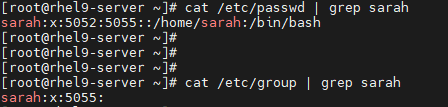 [root@rhel9-server ~]# cat /etc/passwd | grep sarah
sarah:x:5052:5055::/home/sarah:/bin/bash
[root@rhel9-server ~]#
[root@rhel9-server ~]#
[root@rhel9-server ~]#
[root@rhel9-server ~]# cat /etc/group | grep sarah
sarah:x:5055: